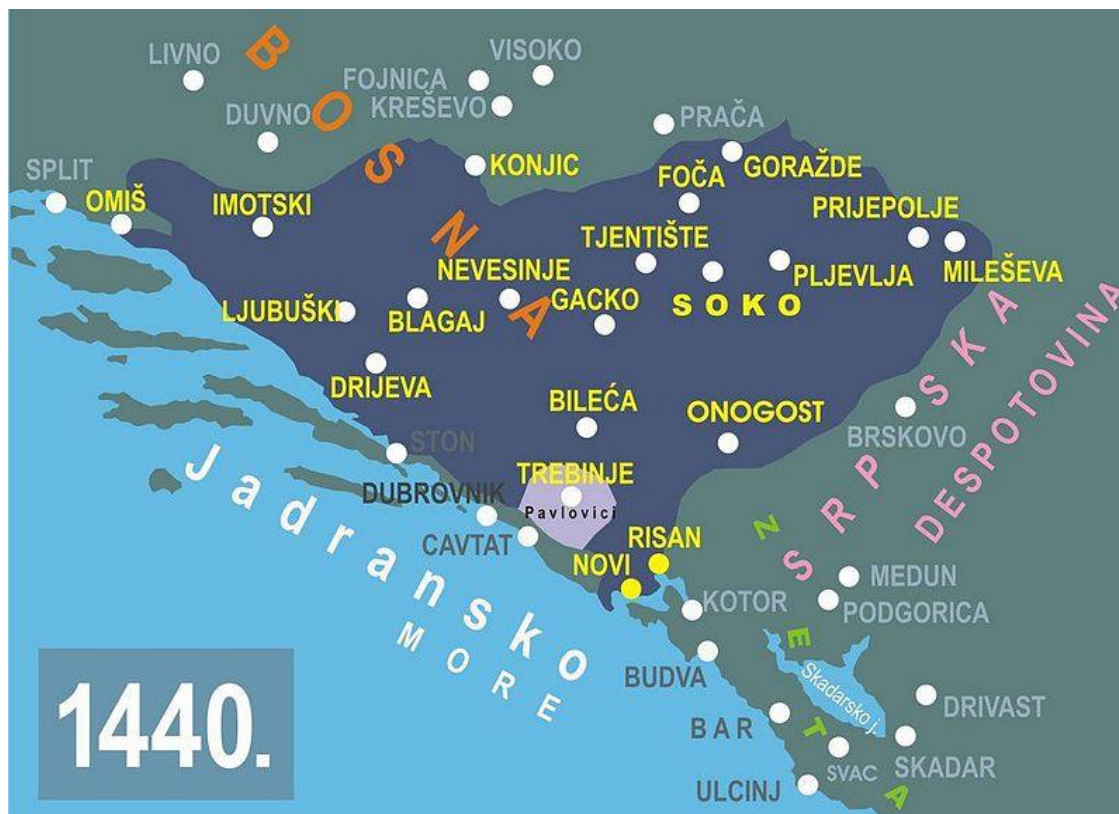 BOSNA
LIVNO
FOJNICA
VISOKO
KREŠEVO
DUVNO
PRAČA
SPLIT
OMIŠ
IMOTSKI
KONJIC
FOČA
GORAŽDE
PRIJEPOLJE
TJENTIŠTE
NEVESINJE
PLJEVLJA
MILEŠEVA
LJUBUŠKI
BLAGAJ
GACKO
SOKO
DRIJEVA
BILEĆA
ONOGOST
BRSKOVO
SRPSKA
DESPOTOVINA
STON
TREBINJE
Pavlovici
DUBROVNIK
CAVTAT
Jadransko
MORE
RISAN
NOVI
ZETA
MEDUN
PODGORICA
KOTOR
BUDVA
Skadarsko j.
DRIVAST
BAR
SVAC
SKADAR
ULCINJ
1440.